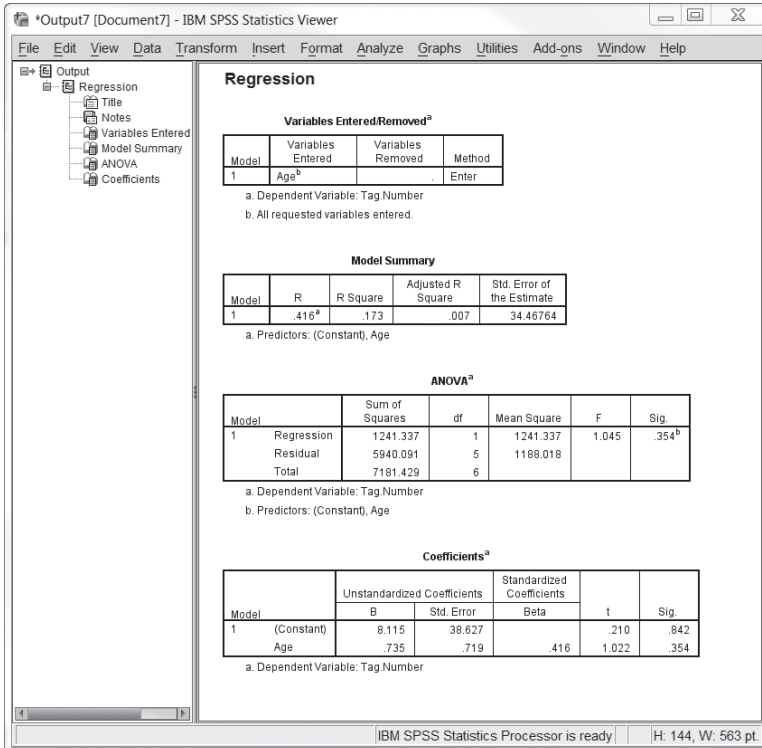 *Output7 [Document7] - IBM SPSS Statistics Viewer
File Edit View Data Transform Insert Format Analyze Graphs Utilities Add-ons Window Help
Output
Regression
Title
Notes
Variables Entered
Model Summary
ANOVA
Coefficients
Regression
Variables Entered/Removedª
Model Variables Entered Variables Removed Method
1 Ageᵇ . Enter
a. Dependent Variable: Tag.Number
b. All requested variables entered.
Model Summary
Model R R Square Adjusted R Square Std. Error of the Estimate
1 .416ª .173 .007 34.46764
a. Predictors: (Constant), Age
ANOVAª
Model Sum of Squares df Mean Square F Sig.
1 Regression 1241.337 1 1241.337 1.045 .354ᵇ
Residual 5940.091 5 1188.018
Total 7181.429 6
a. Dependent Variable: Tag.Number
b. Predictors: (Constant), Age
Coefficientsª
Unstandardized Coefficients Standardized Coefficients
Model B Std. Error Beta t Sig.
1 (Constant) 8.115 38.627 .210 .842
Age .735 .719 .416 1.022 .354
a. Dependent Variable: Tag.Number
IBM SPSS Statistics Processor is ready H: 144, W: 563 pt.